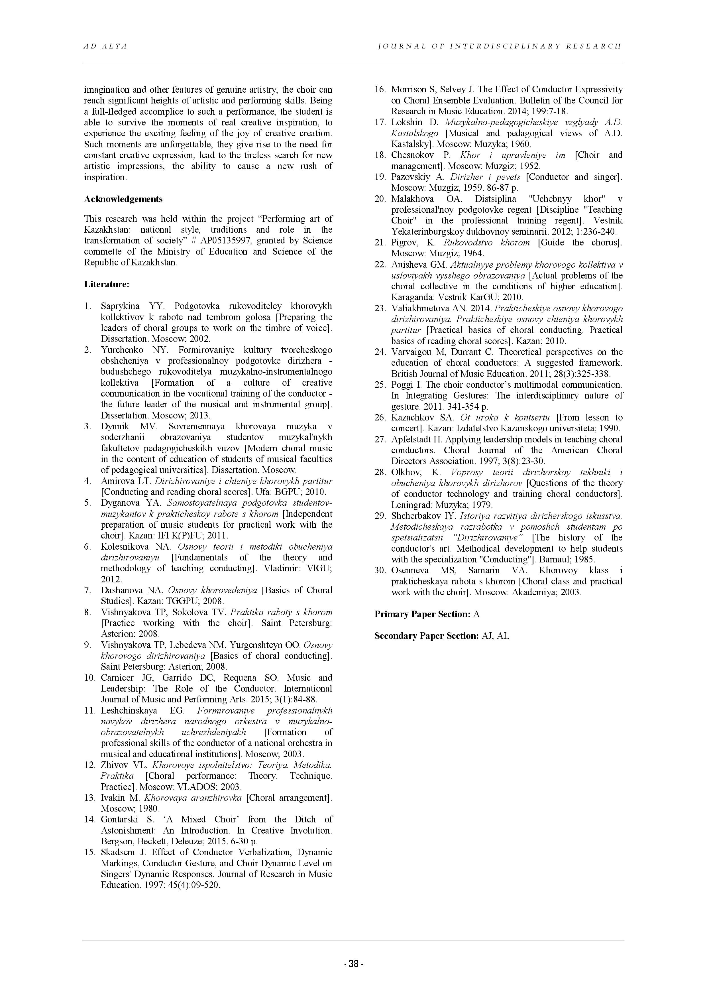 AD ALTA
JOURNAL OF INTERDISCIPLINARY RESEARCH
imagination and other features of genuine artistry, the choir can
reach significant heights of artistic and performing skills. Being
a full-fledged accomplice to such a performance, the student is
able to survive the moments of real creative inspiration, to
experience the exciting feeling of the joy of creative creation.
Such moments are unforgettable, they give rise to the need for
constant creative expression, lead to the tireless search for new
artistic impressions, the ability to cause a new rush of
inspiration.
Acknowledgements
This research was held within the project “Performing art of
Kazakhstan: national style, traditions and role in the
transformation of society” # AP05135997, granted by Science
commette of the Ministry of Education and Science of the
Republic of Kazakhstan.
Literature:
1. Saprykina YY. Podgotovka rukovoditeley khorovykh
kollektivov k rabote nad tembrom golosa [Preparing the
leaders of choral groups to work on the timbre of voice].
Dissertation. Moscow; 2002.
2. Yurchenko NY. Formirovaniye kultury tvorcheskogo
obshcheniya v professionalnoy podgotovke dirizhera -
budushchego rukovoditelya muzykalno-instrumentalnogo
kollektiva [Formation of a culture of creative
communication in the vocational training of the conductor -
the future leader of the musical and instrumental group].
Dissertation. Moscow; 2013.
3. Dynnik MV. Sovremennaya khorovaya muzyka v
soderzhanii obrazovaniya studentov muzykal'nykh
fakultetov pedagogicheskikh vuzov [Modern choral music
in the content of education of students of musical faculties
of pedagogical universities]. Dissertation. Moscow.
4. Amirova LT. Dirizhirovaniye i chteniye khorovykh partitur
[Conducting and reading choral scores]. Ufa: BGPU; 2010.
5. Dyganova YA. Samostoyatelnaya podgotovka studentov-
muzykantov k prakticheskoy rabote s khorom [Independent
preparation of music students for practical work with the
choir]. Kazan: IFI K(P)FU; 2011.
6. Kolesnikova NA. Osnovy teorii i metodiki obucheniya
dirizhirovaniyu [Fundamentals of the theory and
methodology of teaching conducting]. Vladimir: VlGU;
2012.
7. Dashanova NA. Osnovy khorovedeniya [Basics of Choral
Studies]. Kazan: TGGPU; 2008.
8. Vishnyakova TP, Sokolova TV. Praktika raboty s khorom
[Practice working with the choir]. Saint Petersburg:
Asterion; 2008.
9. Vishnyakova TP, Lebedeva NM, Yurgenshteyn OO. Osnovy
khorovogo dirizhirovaniya [Basics of choral conducting].
Saint Petersburg: Asterion; 2008.
10. Carnicer JG, Garrido DC, Requena SO. Music and
Leadership: The Role of the Conductor. International
Journal of Music and Performing Arts. 2015; 3(1):84-88.
11. Leshchinskaya EG. Formirovaniye professionalnykh
navykov dirizhera narodnogo orkestra v muzykalno-
obrazovatelnykh uchrezhdeniyakh [Formation of
professional skills of the conductor of a national orchestra in
musical and educational institutions]. Moscow; 2003.
12. Zhivov VL. Khorovoye ispolnitelstvo: Teoriya. Metodika.
Praktika [Choral performance: Theory. Technique.
Practice]. Moscow: VLADOS; 2003.
13. Ivakin M. Khorovaya aranzhirovka [Choral arrangement].
Moscow; 1980.
14. Gontarski S. ‘A Mixed Choir’ from the Ditch of
Astonishment: An Introduction. In Creative Involution.
Bergson, Beckett, Deleuze; 2015. 6-30 p.
15. Skadsem J. Effect of Conductor Verbalization, Dynamic
Markings, Conductor Gesture, and Choir Dynamic Level on
Singers' Dynamic Responses. Journal of Research in Music
Education. 1997; 45(4):09-520.
16. Morrison S, Selvey J. The Effect of Conductor Expressivity
on Choral Ensemble Evaluation. Bulletin of the Council for
Research in Music Education. 2014; 199:7-18.
17. Lokshin D. Muzykalno-pedagogicheskiye vzglyady A.D.
Kastalskogo [Musical and pedagogical views of A.D.
Kastalsky]. Moscow: Muzyka; 1960.
18. Chesnokov P. Khor i upravleniye im [Choir and
management]. Moscow: Muzgiz; 1952.
19. Pazovskiy A. Dirizher i pevets [Conductor and singer].
Moscow: Muzgiz; 1959. 86-87 p.
20. Malakhova OA. Distsiplina "Uchebnyy khor" v
professional'noy podgotovke regent [Discipline "Teaching
Choir" in the professional training regent]. Vestnik
Yekaterinburgskoy dukhovnoy seminarii. 2012; 1:236-240.
21. Pigrov, K. Rukovodstvo khorom [Guide the chorus].
Moscow: Muzgiz; 1964.
22. Anisheva GM. Aktualnyye problemy khorovogo kollektiva v
usloviyakh vysshego obrazovaniya [Actual problems of the
choral collective in the conditions of higher education].
Karaganda: Vestnik KarGU; 2010.
23. Valiakhmetova AN. 2014. Prakticheskiye osnovy khorovogo
dirizhirovaniya. Prakticheskiye osnovy chteniya khorovykh
partitur [Practical basics of choral conducting. Practical
basics of reading choral scores]. Kazan; 2010.
24. Varvaigou M, Durrant C. Theoretical perspectives on the
education of choral conductors: A suggested framework.
British Journal of Music Education. 2011; 28(3):325-338.
25. Poggi I. The choir conductor’s multimodal communication.
In Integrating Gestures: The interdisciplinary nature of
gesture. 2011. 341-354 p.
26. Kazachkov SA. Ot uroka k kontsertu [From lesson to
concert]. Kazan: Izdatelstvo Kazanskogo universiteta; 1990.
27. Apfelstadt H. Applying leadership models in teaching choral
conductors. Choral Journal of the American Choral
Directors Association. 1997; 3(8):23-30.
28. Olkhov, K. Voprosy teorii dirizhorskoy tekhniki i
obucheniya khorovykh dirizhorov [Questions of the theory
of conductor technology and training choral conductors].
Leningrad: Muzyka; 1979.
29. Shcherbakov IY. Istoriya razvitiya dirizherskogo iskusstva.
Metodicheskaya razrabotka v pomoshch studentam po
spetsializatsii “Dirizhirovaniye” [The history of the
conductor's art. Methodical development to help students
with the specialization "Conducting"]. Barnaul; 1985.
30. Osenneva MS, Samarin VA. Khorovoy klass i
prakticheskaya rabota s khorom [Choral class and practical
work with the choir]. Moscow: Akademiya; 2003.
Primary Paper Section: A
Secondary Paper Section: AJ, AL
- 38 -